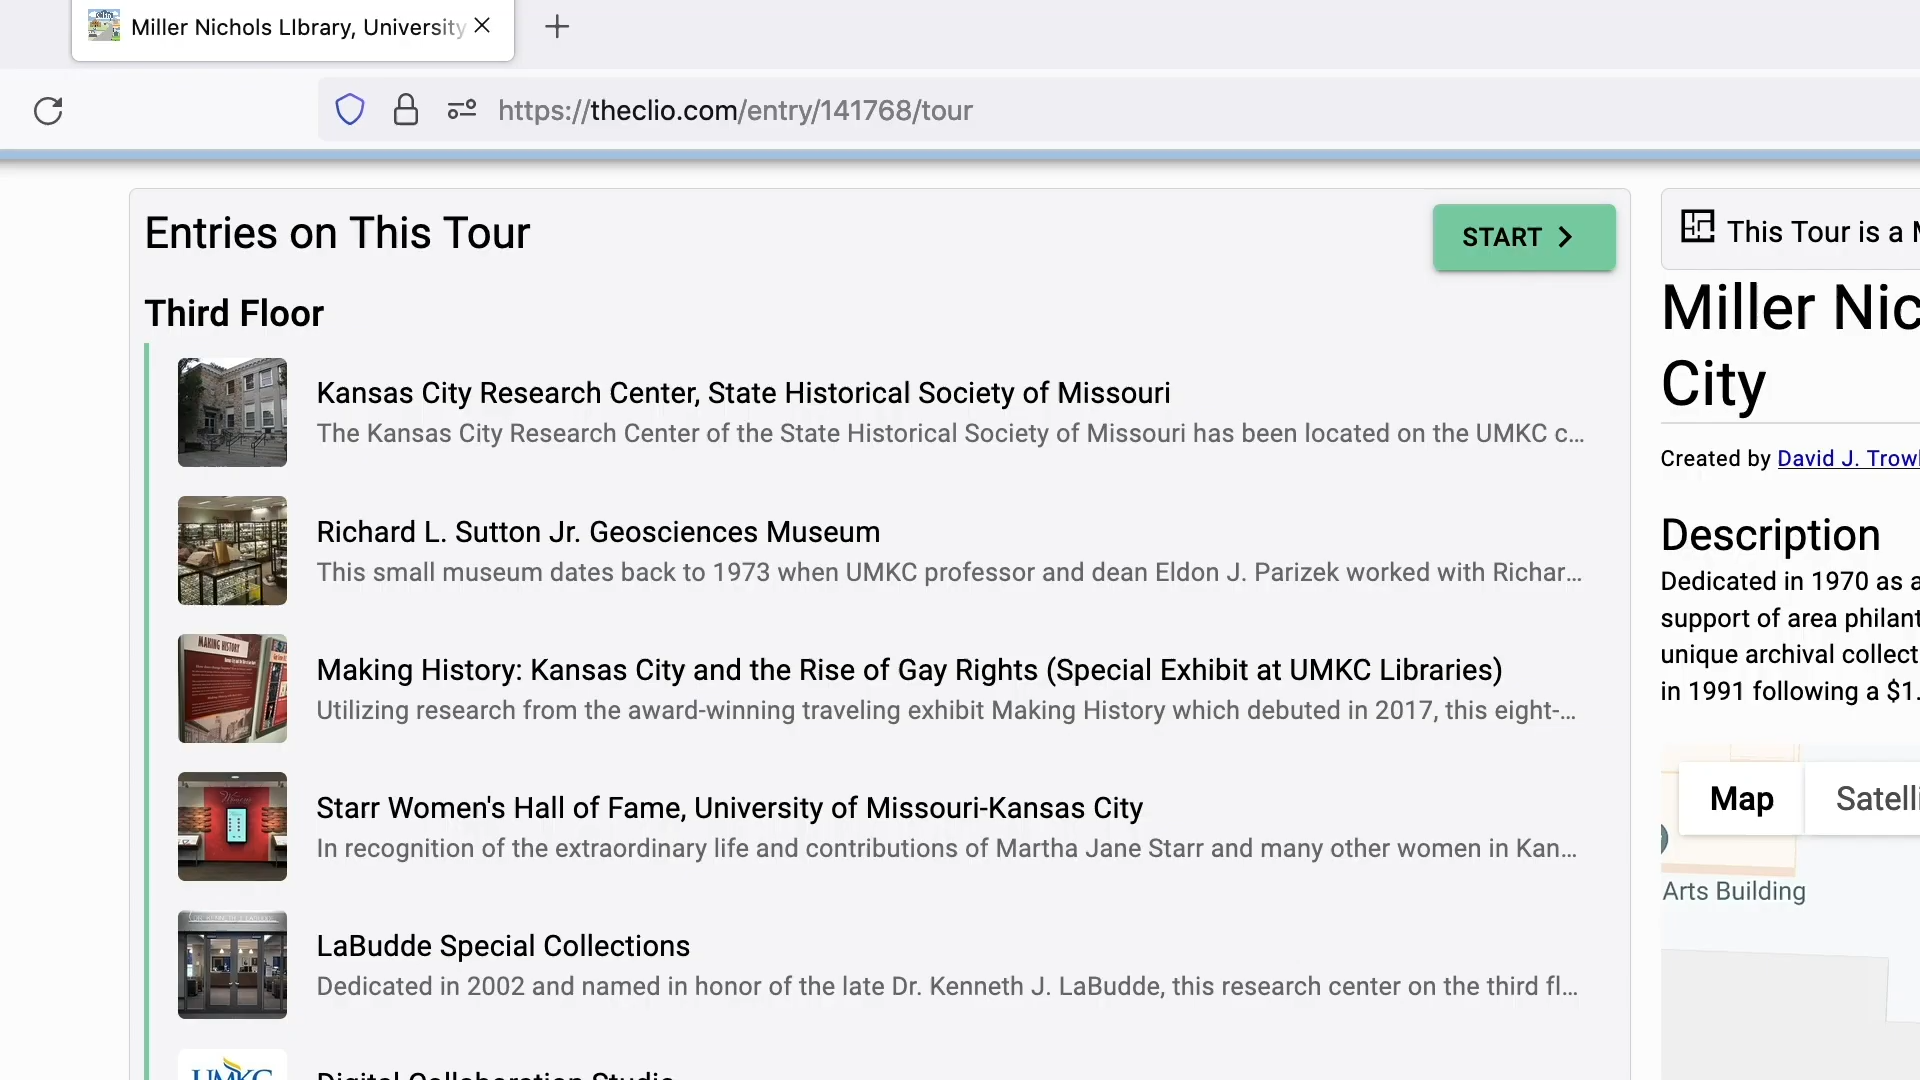 Miller Nichols LIbrary, University
https://theclio.com/entry/141768/tour
Entries on This Tour
START
Third Floor
Kansas City Research Center, State Historical Society of Missouri
The Kansas City Research Center of the State Historical Society of Missouri has been located on the UMKC c...
Richard L. Sutton Jr. Geosciences Museum
This small museum dates back to 1973 when UMKC professor and dean Eldon J. Parizek worked with Richar...
MAKING HISTORY
Making History: Kansas City and the Rise of Gay Rights (Special Exhibit at UMKC Libraries)
Utilizing research from the award-winning traveling exhibit Making History which debuted in 2017, this eight-...
Starr Women's Hall of Fame, University of Missouri-Kansas City
In recognition of the extraordinary life and contributions of Martha Jane Starr and many other women in Kan...
LaBudde Special Collections
Dedicated in 2002 and named in honor of the late Dr. Kenneth J. LaBudde, this research center on the third fl...
UMKC
Digital Collaboration Studio
This Tour is a M
Miller Nic
City
Created by David J. Trow
Description
Dedicated in 1970 as a
support of area philant
unique archival collect
in 1991 following a $1.
Map
Satelli
Arts Building